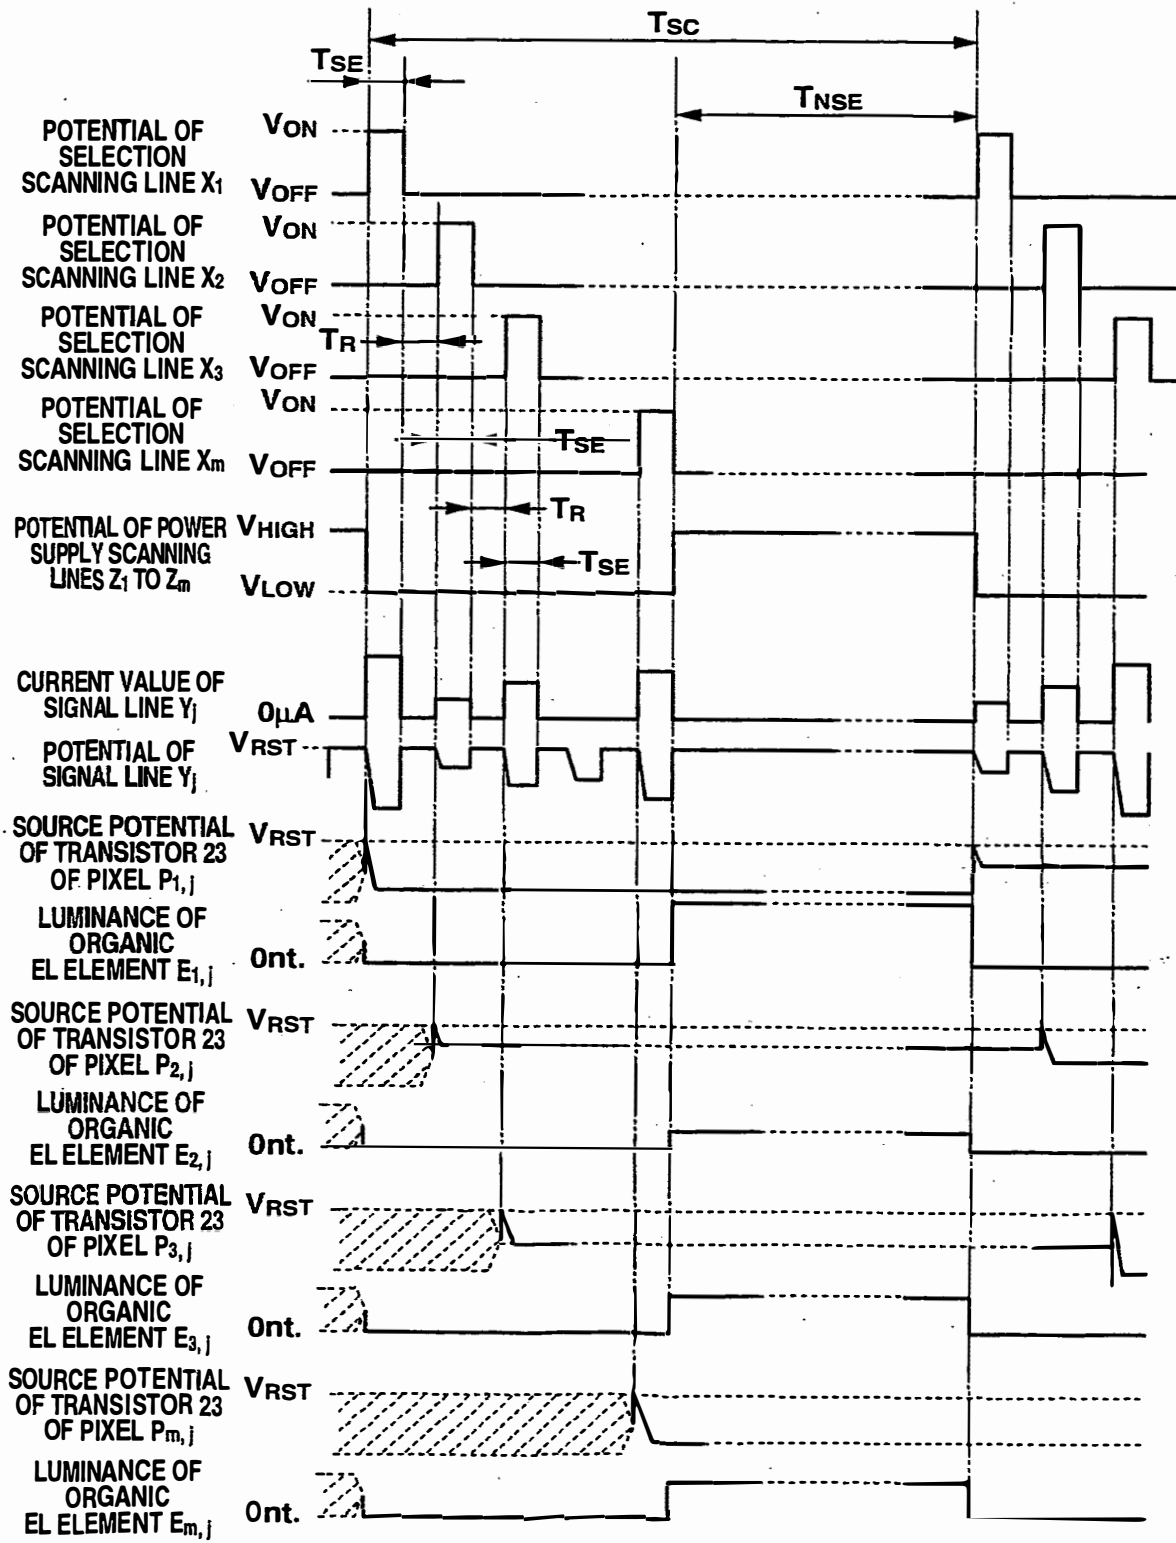 TSC
TSE
TNSE
POTENTIAL OF
SELECTION
SCANNING LINE X1
VON
VOFF
POTENTIAL OF
SELECTION
SCANNING LINE X2
VON
VOFF
POTENTIAL OF
SELECTION
SCANNING LINE X3
VON
TR
VOFF
POTENTIAL OF
SELECTION
SCANNING LINE Xm
VON
TSE
VOFF
TR
POTENTIAL OF POWER
SUPPLY SCANNING
LINES Z1 TO Zm
VHIGH
TSE
VLOW
CURRENT VALUE OF
SIGNAL LINE Yj
0μA
POTENTIAL OF
SIGNAL LINE Yj
VRST
SOURCE POTENTIAL
OF TRANSISTOR 23
OF PIXEL P1, j
VRST
LUMINANCE OF
ORGANIC
EL ELEMENT E1, j
0nt.
SOURCE POTENTIAL
OF TRANSISTOR 23
OF PIXEL P2, j
VRST
LUMINANCE OF
ORGANIC
EL ELEMENT E2, j
0nt.
SOURCE POTENTIAL
OF TRANSISTOR 23
OF PIXEL P3, j
VRST
LUMINANCE OF
ORGANIC
EL ELEMENT E3, j
0nt.
SOURCE POTENTIAL
OF TRANSISTOR 23
OF PIXEL Pm, j
VRST
LUMINANCE OF
ORGANIC
EL ELEMENT Em, j
0nt.